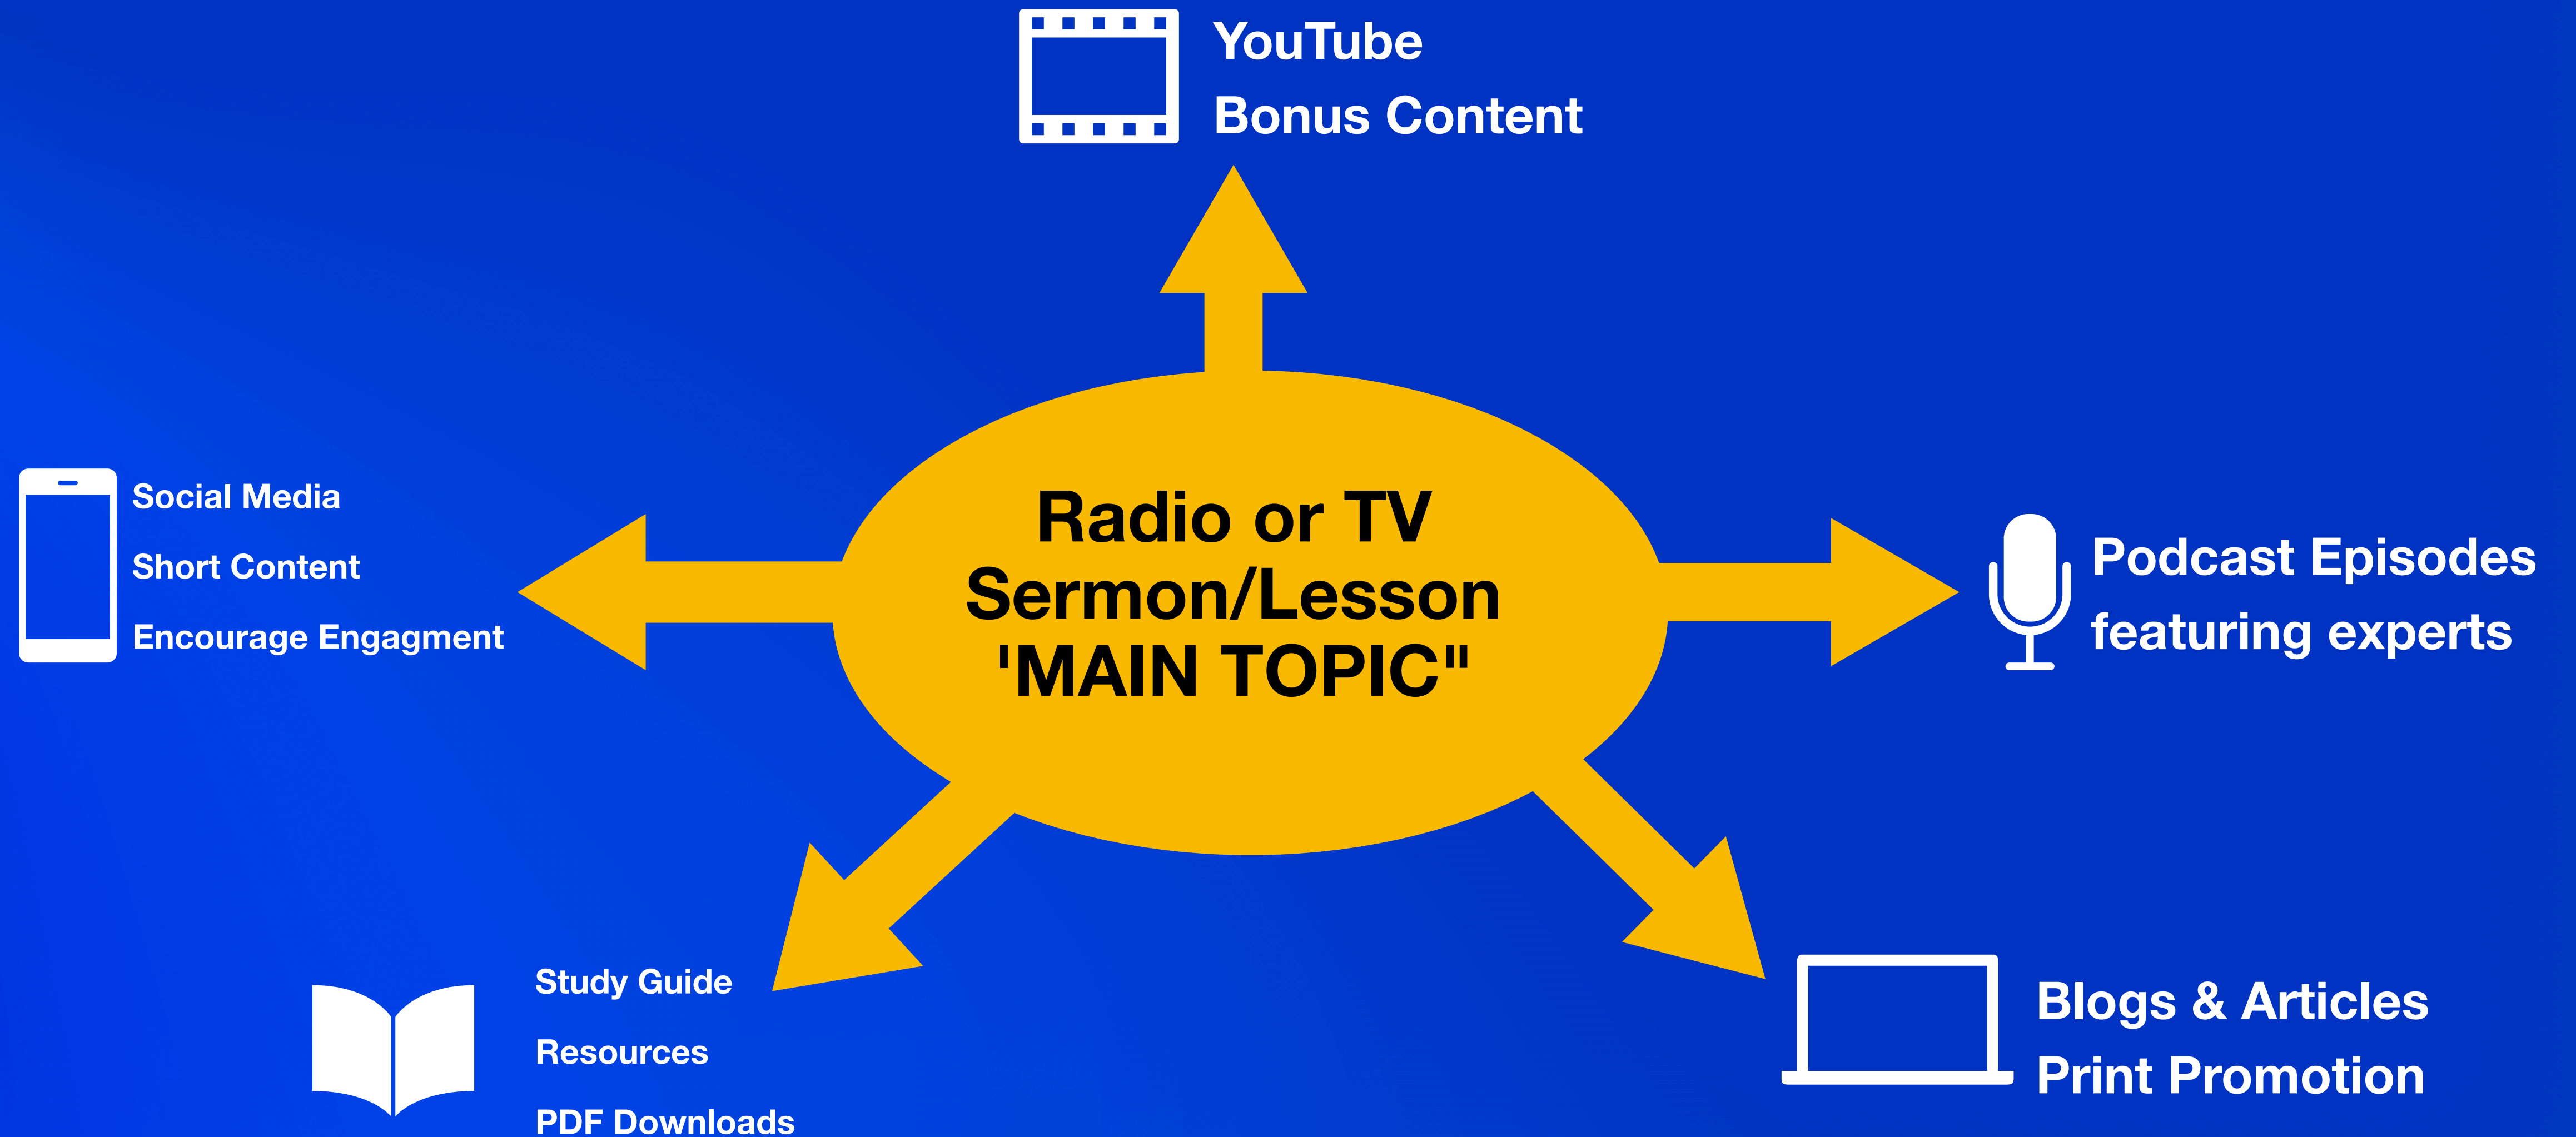 YouTube
Bonus Content
Radio or TV
Sermon/Lesson
'MAIN TOPIC"
Social Media
Short Content
Encourage Engagment
Podcast Episodes
featuring experts
Study Guide
Resources
PDF Downloads
Blogs & Articles
Print Promotion